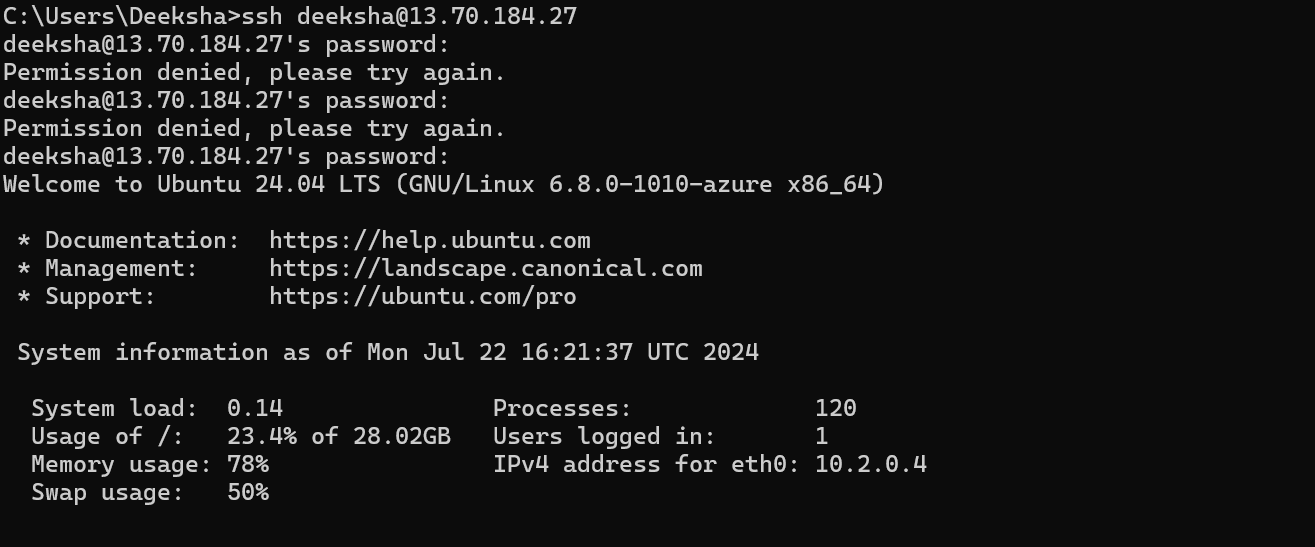 C:\Users\Deeksha>ssh deeksha@13.70.184.27
deeksha@13.70.184.27's password:
Permission denied, please try again.
deeksha@13.70.184.27's password:
Permission denied, please try again.
deeksha@13.70.184.27's password:
Welcome to Ubuntu 24.04 LTS (GNU/Linux 6.8.0-1010-azure x86_64)

 * Documentation:  https://help.ubuntu.com
 * Management:     https://landscape.canonical.com
 * Support:        https://ubuntu.com/pro

 System information as of Mon Jul 22 16:21:37 UTC 2024

  System load:  0.14               Processes:             120
  Usage of /:   23.4% of 28.02GB   Users logged in:       1
  Memory usage: 78%                IPv4 address for eth0: 10.2.0.4
  Swap usage:   50%